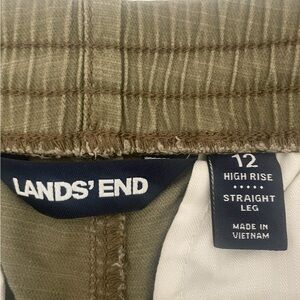 LANDS' END
12
HIGH RISE
STRAIGHT
LEG
MADE IN
VIETNAM